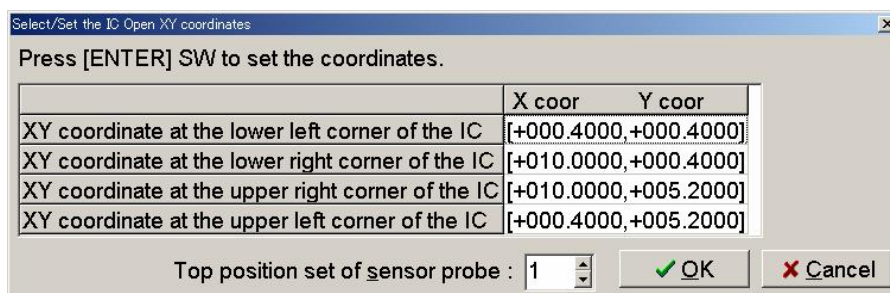 Select/Set the IC Open XY coordinates
Press [ENTER] SW to set the coordinates.
X coor Y coor
XY coordinate at the lower left corner of the IC [+000.4000,+000.4000]
XY coordinate at the lower right corner of the IC [+010.0000,+000.4000]
XY coordinate at the upper right corner of the IC [+010.0000,+005.2000]
XY coordinate at the upper left corner of the IC [+000.4000,+005.2000]
Top position set of sensor probe : 1 OK Cancel